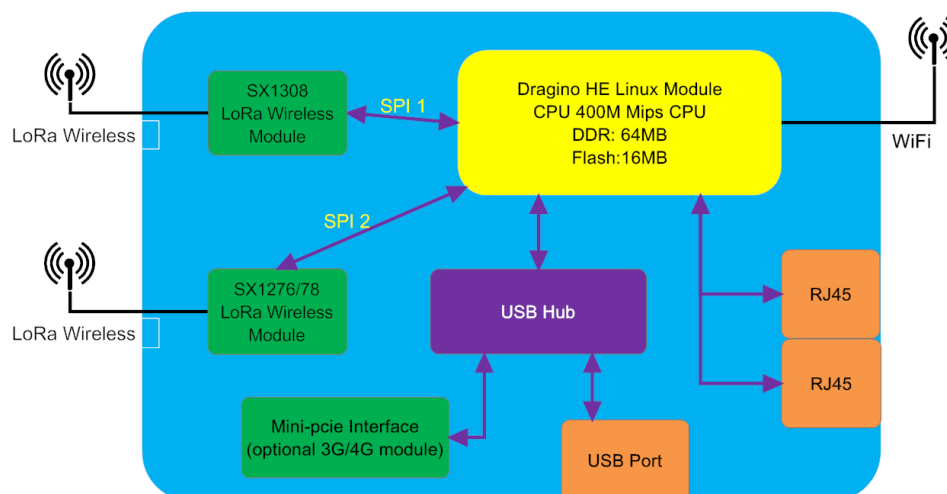 SX1308
LoRa Wireless
Module
SPI 1
Dragino HE Linux Module
CPU 400M Mips CPU
DDR: 64MB
Flash:16MB
LoRa Wireless
WiFi
SPI 2
SX1276/78
LoRa Wireless
Module
LoRa Wireless
USB Hub
RJ45
RJ45
Mini-pcie Interface
(optional 3G/4G module)
USB Port